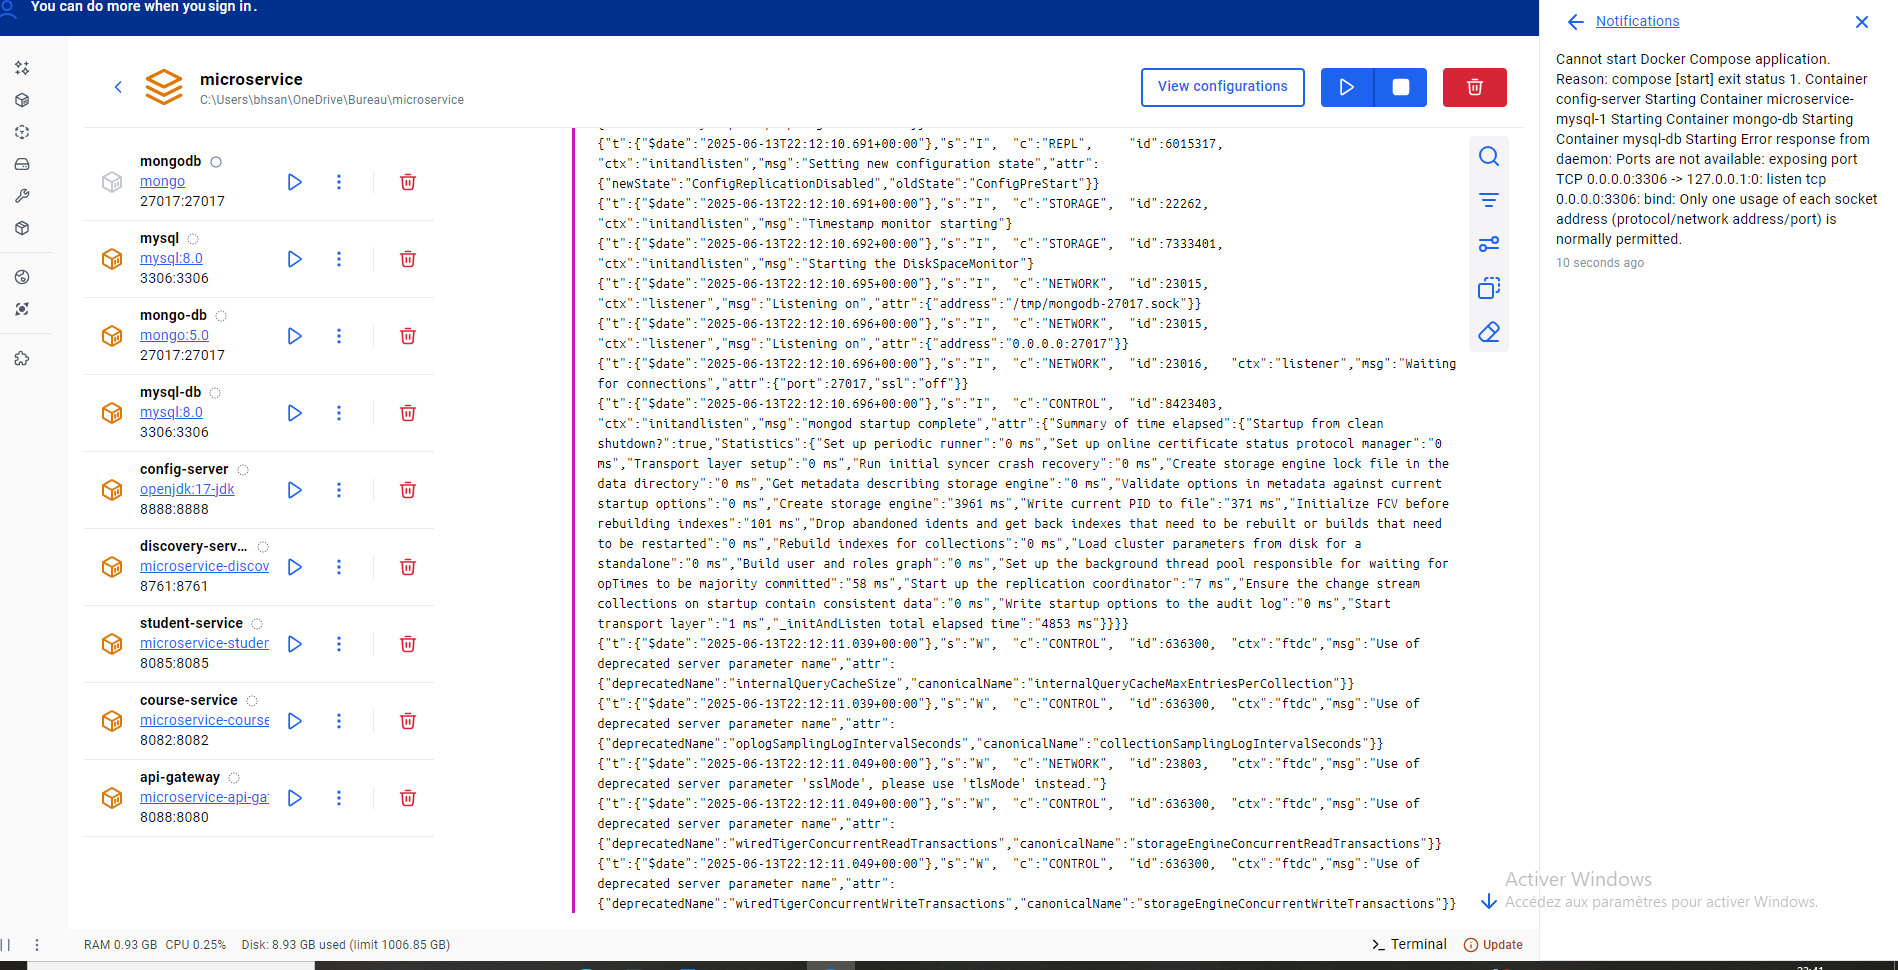 You can do more when you sign in.
microservice
C:\Users\bhsan\OneDrive\Bureau\microservice
View configurations
mongodb
mongo
27017:27017
mysql
mysql:8.0
3306:3306
mongo-db
mongo:5.0
27017:27017
mysql-db
mysql:8.0
3306:3306
config-server
openjdk:17-jdk
8888:8888
discovery-serv...
microservice-discov
8761:8761
student-service
microservice-studer
8085:8085
course-service
microservice-course
8082:8082
api-gateway
microservice-api-ga
8088:8080
{"t":{"$date":"2025-06-13T22:12:10.691+00:00"},"s":"I",  "c":"REPL",     "id":6015317,
"ctx":"initandlisten","msg":"Setting new configuration state","attr":
{"newState":"ConfigReplicationDisabled","oldState":"ConfigPreStart"}}
{"t":{"$date":"2025-06-13T22:12:10.691+00:00"},"s":"I",  "c":"STORAGE",  "id":22262,
"ctx":"initandlisten","msg":"Timestamp monitor starting"}
{"t":{"$date":"2025-06-13T22:12:10.692+00:00"},"s":"I",  "c":"STORAGE",  "id":7333401,
"ctx":"initandlisten","msg":"Starting the DiskSpaceMonitor"}
{"t":{"$date":"2025-06-13T22:12:10.695+00:00"},"s":"I",  "c":"NETWORK",  "id":23015,
"ctx":"listener","msg":"Listening on","attr":{"address":"/tmp/mongodb-27017.sock"}}
{"t":{"$date":"2025-06-13T22:12:10.696+00:00"},"s":"I",  "c":"NETWORK",  "id":23015,
"ctx":"listener","msg":"Listening on","attr":{"address":"0.0.0.0:27017"}}
{"t":{"$date":"2025-06-13T22:12:10.696+00:00"},"s":"I",  "c":"NETWORK",  "id":23016,   "ctx":"listener","msg":"Waiting
for connections","attr":{"port":27017,"ssl":"off"}}
{"t":{"$date":"2025-06-13T22:12:10.696+00:00"},"s":"I",  "c":"CONTROL",  "id":8423403,
"ctx":"initandlisten","msg":"mongod startup complete","attr":{"Summary of time elapsed":{"Startup from clean
shutdown?":true,"Statistics":{"Set up periodic runner":"0 ms","Set up online certificate status protocol manager":"0
ms","Transport layer setup":"0 ms","Run initial syncer crash recovery":"0 ms","Create storage engine lock file in the
data directory":"0 ms","Get metadata describing storage engine":"0 ms","Validate options in metadata against current
startup options":"0 ms","Create storage engine":"3961 ms","Write current PID to file":"371 ms","Initialize FCV before
rebuilding indexes":"101 ms","Drop abandoned idents and get back indexes that need to be rebuilt or builds that need
to be restarted":"0 ms","Rebuild indexes for collections":"0 ms","Load cluster parameters from disk for a
standalone":"0 ms","Build user and roles graph":"0 ms","Set up the background thread pool responsible for waiting for
opTimes to be majority committed":"58 ms","Start up the replication coordinator":"7 ms","Ensure the change stream
collections on startup contain consistent data":"0 ms","Write startup options to the audit log":"0 ms","Start
transport layer":"1 ms","_initAndListen total elapsed time":"4853 ms"}}}}
{"t":{"$date":"2025-06-13T22:12:11.039+00:00"},"s":"W",  "c":"CONTROL",  "id":636300,  "ctx":"ftdc","msg":"Use of
deprecated server parameter name","attr":
{"deprecatedName":"internalQueryCacheSize","canonicalName":"internalQueryCacheMaxEntriesPerCollection"}}
{"t":{"$date":"2025-06-13T22:12:11.039+00:00"},"s":"W",  "c":"CONTROL",  "id":636300,  "ctx":"ftdc","msg":"Use of
deprecated server parameter name","attr":
{"deprecatedName":"oplogSamplingLogIntervalSeconds","canonicalName":"collectionSamplingLogIntervalSeconds"}}
{"t":{"$date":"2025-06-13T22:12:11.049+00:00"},"s":"W",  "c":"NETWORK",  "id":23803,   "ctx":"ftdc","msg":"Use of
deprecated server parameter 'sslMode', please use 'tlsMode' instead."}
{"t":{"$date":"2025-06-13T22:12:11.049+00:00"},"s":"W",  "c":"CONTROL",  "id":636300,  "ctx":"ftdc","msg":"Use of
deprecated server parameter name","attr":
{"deprecatedName":"wiredTigerConcurrentReadTransactions","canonicalName":"storageEngineConcurrentReadTransactions"}}
{"t":{"$date":"2025-06-13T22:12:11.049+00:00"},"s":"W",  "c":"CONTROL",  "id":636300,  "ctx":"ftdc","msg":"Use of
deprecated server parameter name","attr":
{"deprecatedName":"wiredTigerConcurrentWriteTransactions","canonicalName":"storageEngineConcurrentWriteTransactions"}}
Notifications
Cannot start Docker Compose application.
Reason: compose [start] exit status 1. Container
config-server Starting Container microservice-
mysql-1 Starting Container mongo-db Starting
Container mysql-db Starting Error response from
daemon: Ports are not available: exposing port
TCP 0.0.0.0:3306 -> 127.0.0.1:0: listen tcp
0.0.0.0:3306: bind: Only one usage of each socket
address (protocol/network address/port) is
normally permitted.
10 seconds ago
Activer Windows
Accédez aux paramètres pour activer Windows.
RAM 0.93 GB CPU 0.25% Disk: 8.93 GB used (limit 1006.85 GB)
Terminal
Update